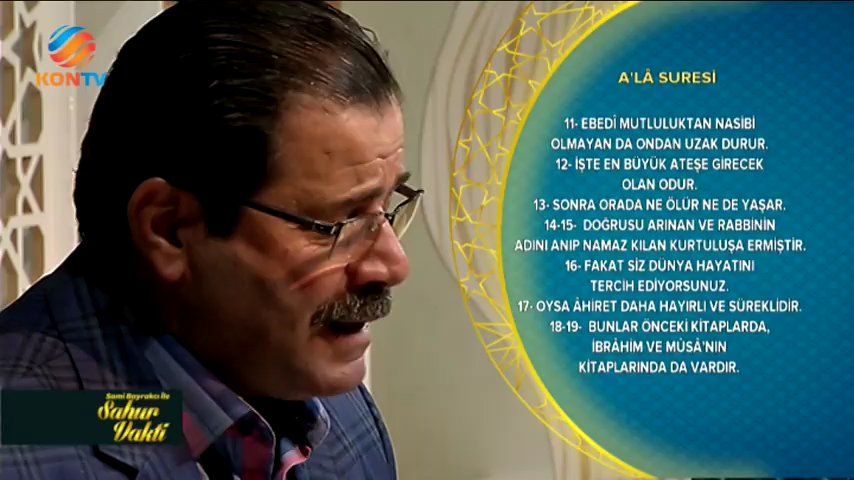 KONTV
A'LÂ SURESİ
11- EBEDÎ MUTLULUKTAN NASİBİ
OLMAYAN DA ONDAN UZAK DURUR.
12- İŞTE EN BÜYÜK ATEŞE GİRECEK
OLAN ODUR.
13- SONRA ORADA NE ÖLÜR NE DE YAŞAR.
14-15- DOĞRUSU ARINAN VE RABBİNİN
ADINI ANIP NAMAZ KILAN KURTULUŞA ERMİŞTİR.
16- FAKAT SİZ DÜNYA HAYATINI
TERCİH EDİYORSUNUZ.
17- OYSA ÂHİRET DAHA HAYIRLI VE SÜREKLİDİR.
18-19- BUNLAR ÖNCEKİ KİTAPLARDA,
İBRÂHİM VE MÛSÂ'NIN
KİTAPLARINDA DA VARDIR.
Sami Bayrakcı İle
Sahur
Vakti